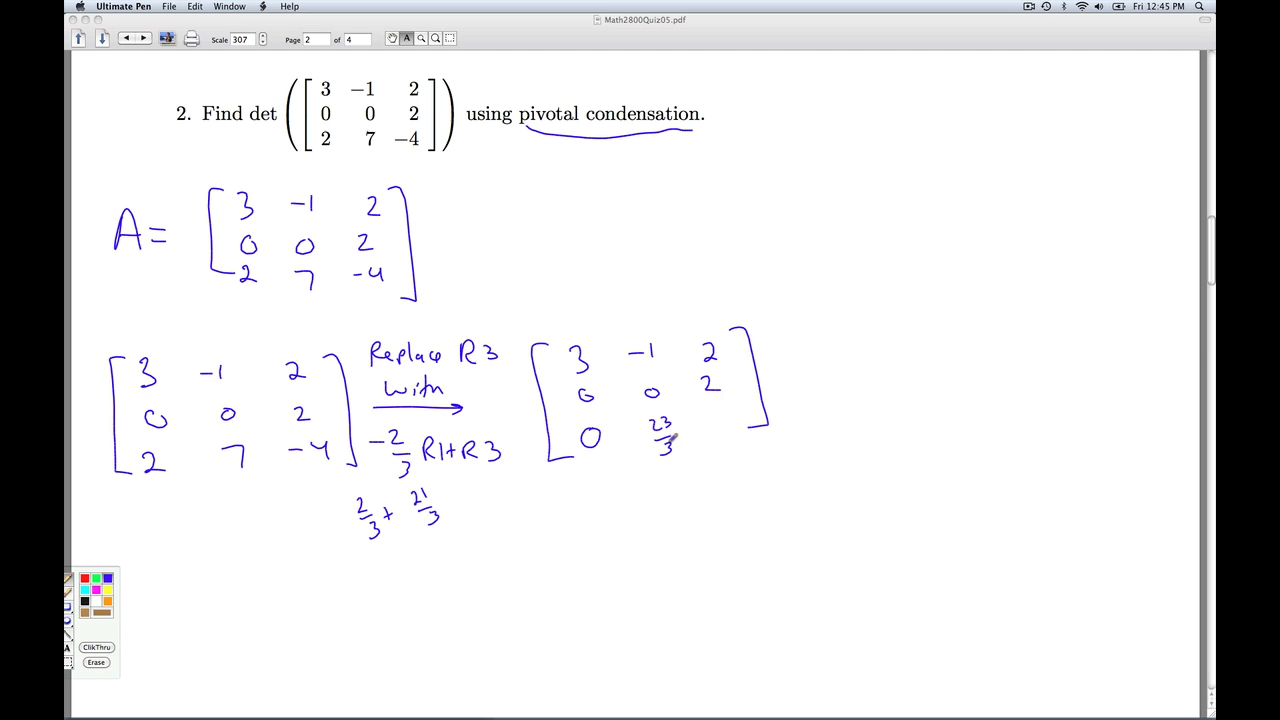 Ultimate Pen File Edit Window Help Fri 12:45 PM
Math2800Quiz05.pdf
Scale 307 Page 2 of 4 A
2. Find det ([ 3 −1 2
0 0 2
2 7 −4 ]) using pivotal condensation.
A = [ 3 -1 2
0 0 2
2 7 -4 ]
[ 3 -1 2
0 0 2
2 7 -4 ]
Replace R3
with
-2/3 R1+R3
[ 3 -1 2
0 0 2
0 23/3 ]
2/3 + 21/3
A
ClikThru
Erase